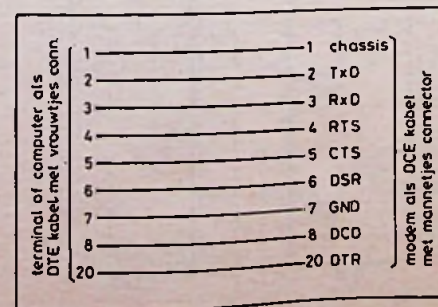 terminal of computer als
DTE kabel met vrouwtjes conn.
1 1 chassis
2 2 TxD
3 3 RxD
4 4 RTS
5 5 CTS
6 6 DSR
7 7 GND
8 8 DCD
20 20 DTR
modem als DCE kabel
met mannetjes connector